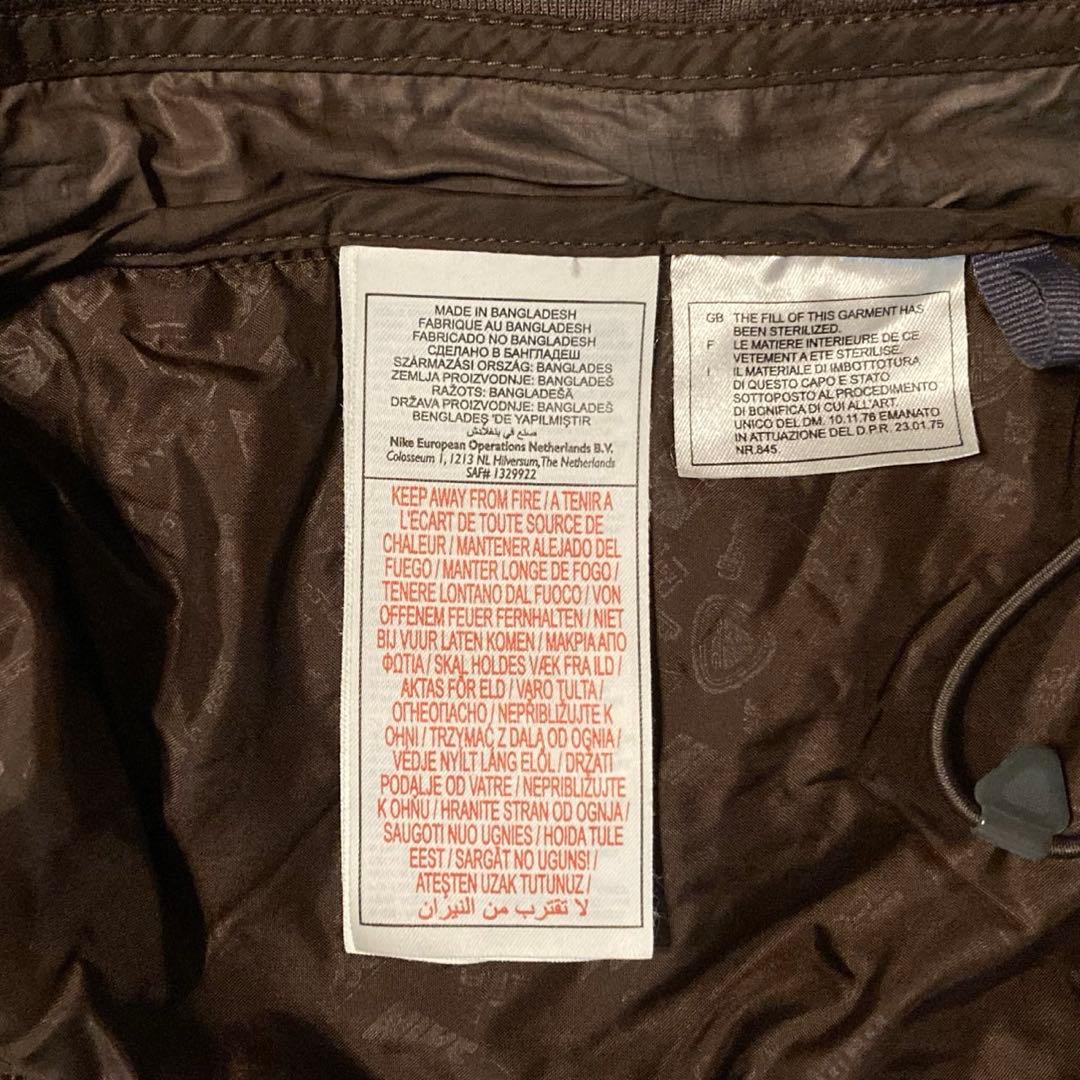 MADE IN BANGLADESH
FABRIQUE AU BANGLADESH
FABRICADO NO BANGLADESH
СДЕЛАНО В БАНГЛАДЕШ
SZÁRMAZÁSI ORSZÁG: BANGLADES
ZEMLJA PROIZVODNJE: BANGLADEŠ
RAŽOTS: BANGLADEŠĀ
DRŽAVA PROIZVODNJE: BANGLADEŠ
BENGLADEŞ 'DE YAPILMIŞTIR
Nike European Operations Netherlands B.V.
Colosseum 1, 1213 NL Hilversum, The Netherlands
SAF# 1329922
KEEP AWAY FROM FIRE / A TENIR A
L'ECART DE TOUTE SOURCE DE
CHALEUR / MANTENER ALEJADO DEL
FUEGO / MANTER LONGE DE FOGO /
TENERE LONTANO DAL FUOCO / VON
OFFENEM FEUER FERNHALTEN / NIET
BIJ VUUR LATEN KOMEN / ΜΑΚΡΙΑ ΑΠΟ
ΦΩΤΙΑ / SKAL HOLDES VÆK FRA ILD /
AKTAS FÖR ELD / VARO TULTA /
ОГНЕОПАСНО / NEPŘIBLIŽUJTE K
OHNI / TRZYMAĆ Z DALA OD OGNIA /
VÉDJE NYÍLT LÁNG ELÖL / DRŽATI
PODALJE OD VATRE / NEPRIBLIŽUJTE
K OHŇU / HRANITE STRAN OD OGNJA /
SAUGOTI NUO UGNIES / HOIDA TULE
EEST / SARGĀT NO UGUNS! /
ATEŞTEN UZAK TUTUNUZ /
لا تقترب من النيران
GB THE FILL OF THIS GARMENT HAS
BEEN STERILIZED.
F LE MATIERE INTERIEURE DE CE
VETEMENT A ETE STERILISE.
I IL MATERIALE DI IMBOTTOTURA
DI QUESTO CAPO E STATO
SOTTOPOSTO AL PROCEDIMENTO
DI BONIFICA DI CUI ALL'ART.
UNICO DEL DM. 10.11.76 EMANATO
IN ATTUAZIONE DEL D.P.R. 23.01.75
NR.845.
NIKE